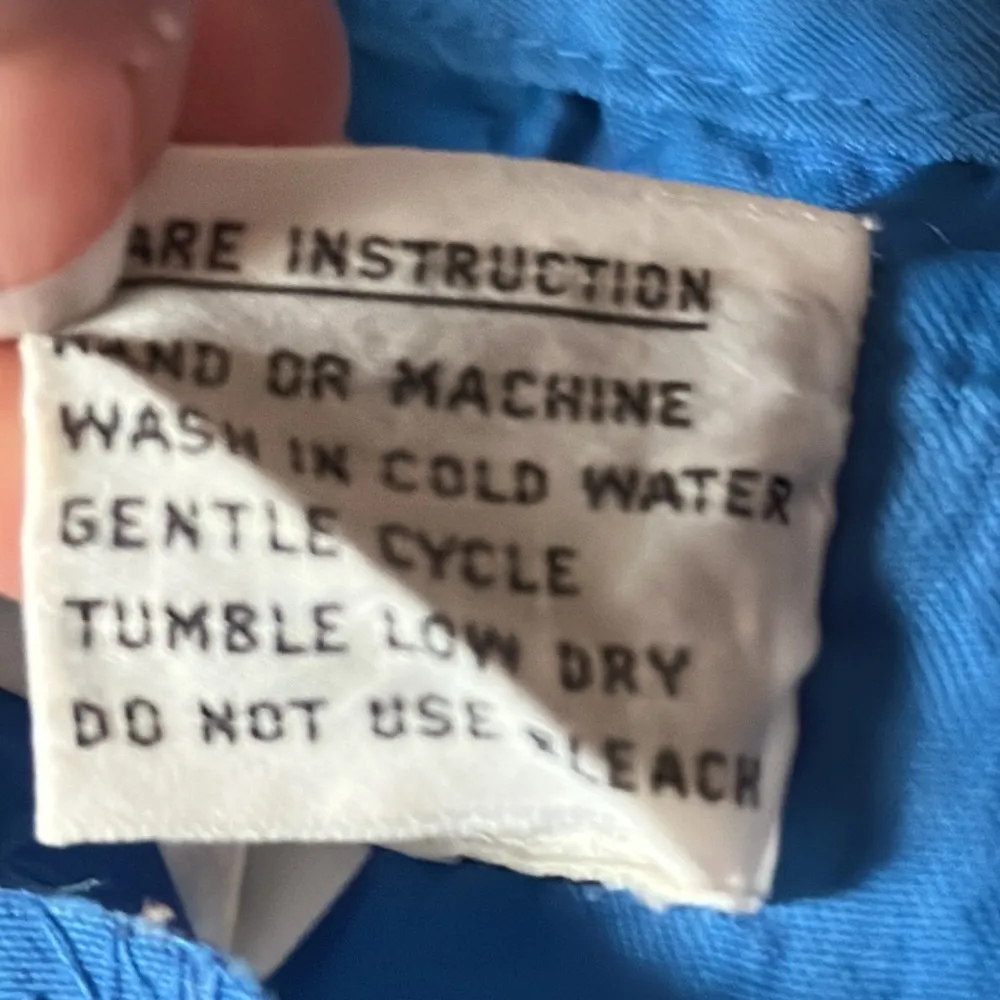 ARE INSTRUCTION
HAND OR MACHINE
WASH IN COLD WATER
GENTLE CYCLE
TUMBLE LOW DRY
DO NOT USE BLEACH